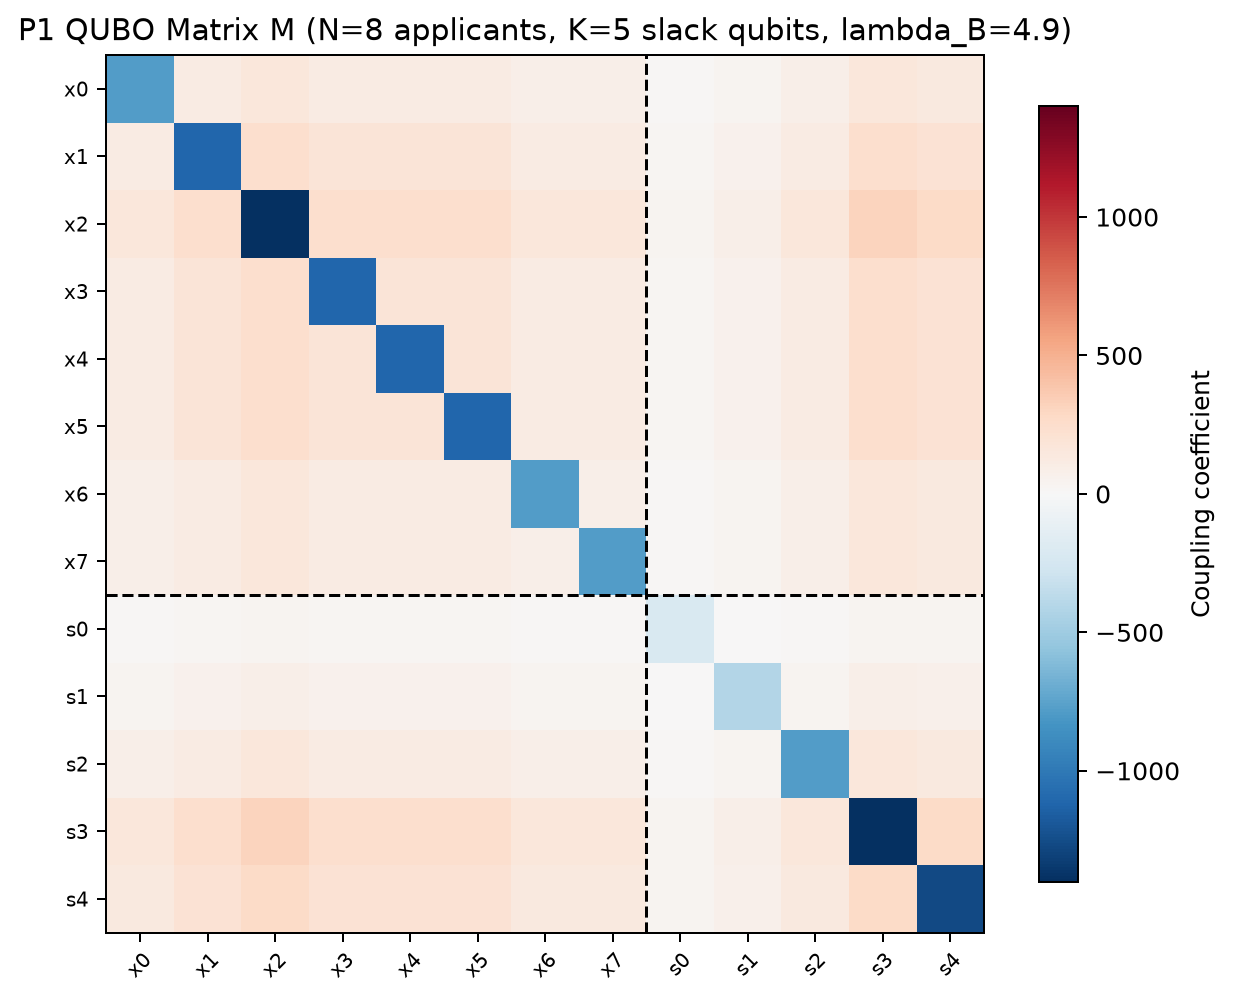 P1 QUBO Matrix M (N=8 applicants, K=5 slack qubits, lambda_B=4.9)
x0
x1
x2
x3
x4
x5
x6
x7
s0
s1
s2
s3
s4
x0 x1 x2 x3 x4 x5 x6 x7 s0 s1 s2 s3 s4
1000
500
0
−500
−1000
Coupling coefficient